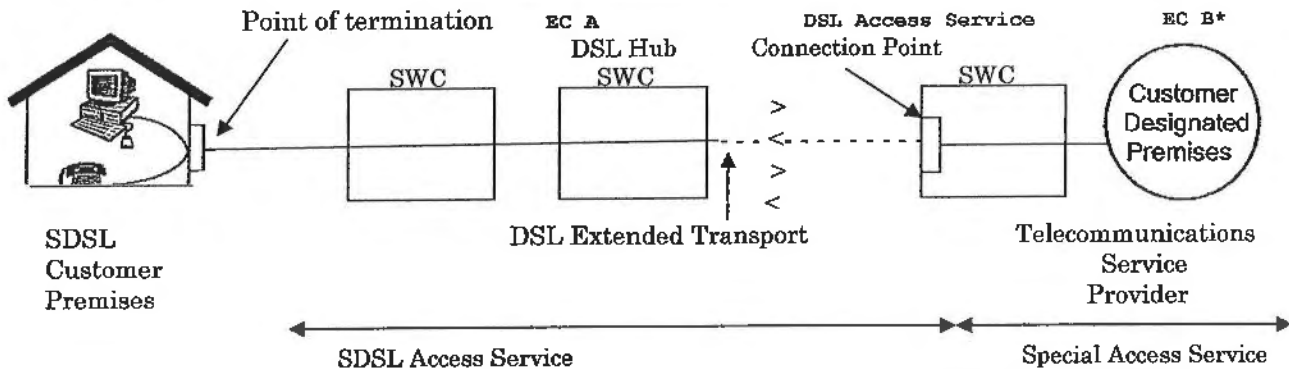 Point of termination
EC A
DSL Hub
DSL Access Service
Connection Point
EC B*
SWC
SWC
SWC
>
<
>
<
Customer
Designated
Premises
DSL Extended Transport
SDSL
Customer
Premises
Telecommunications
Service
Provider
SDSL Access Service
Special Access Service